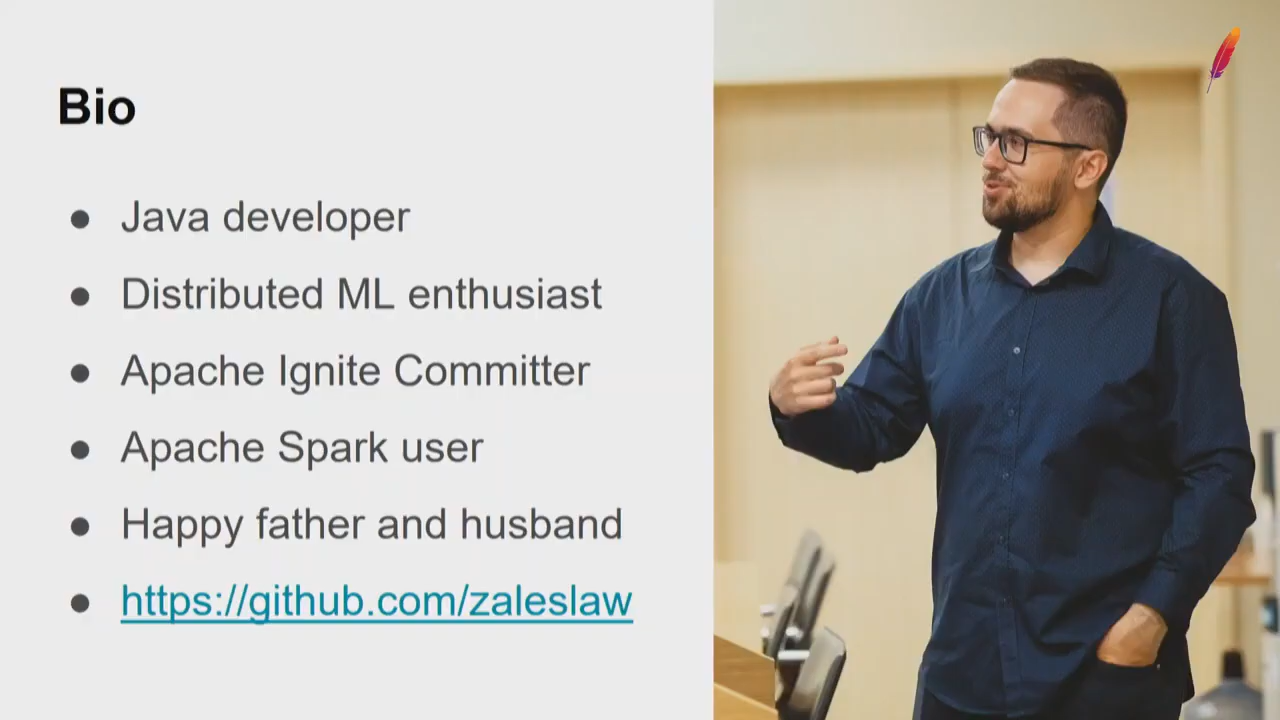 Bio
Java developer
Distributed ML enthusiast
Apache Ignite Committer
Apache Spark user
Happy father and husband
https://github.com/zaleslaw